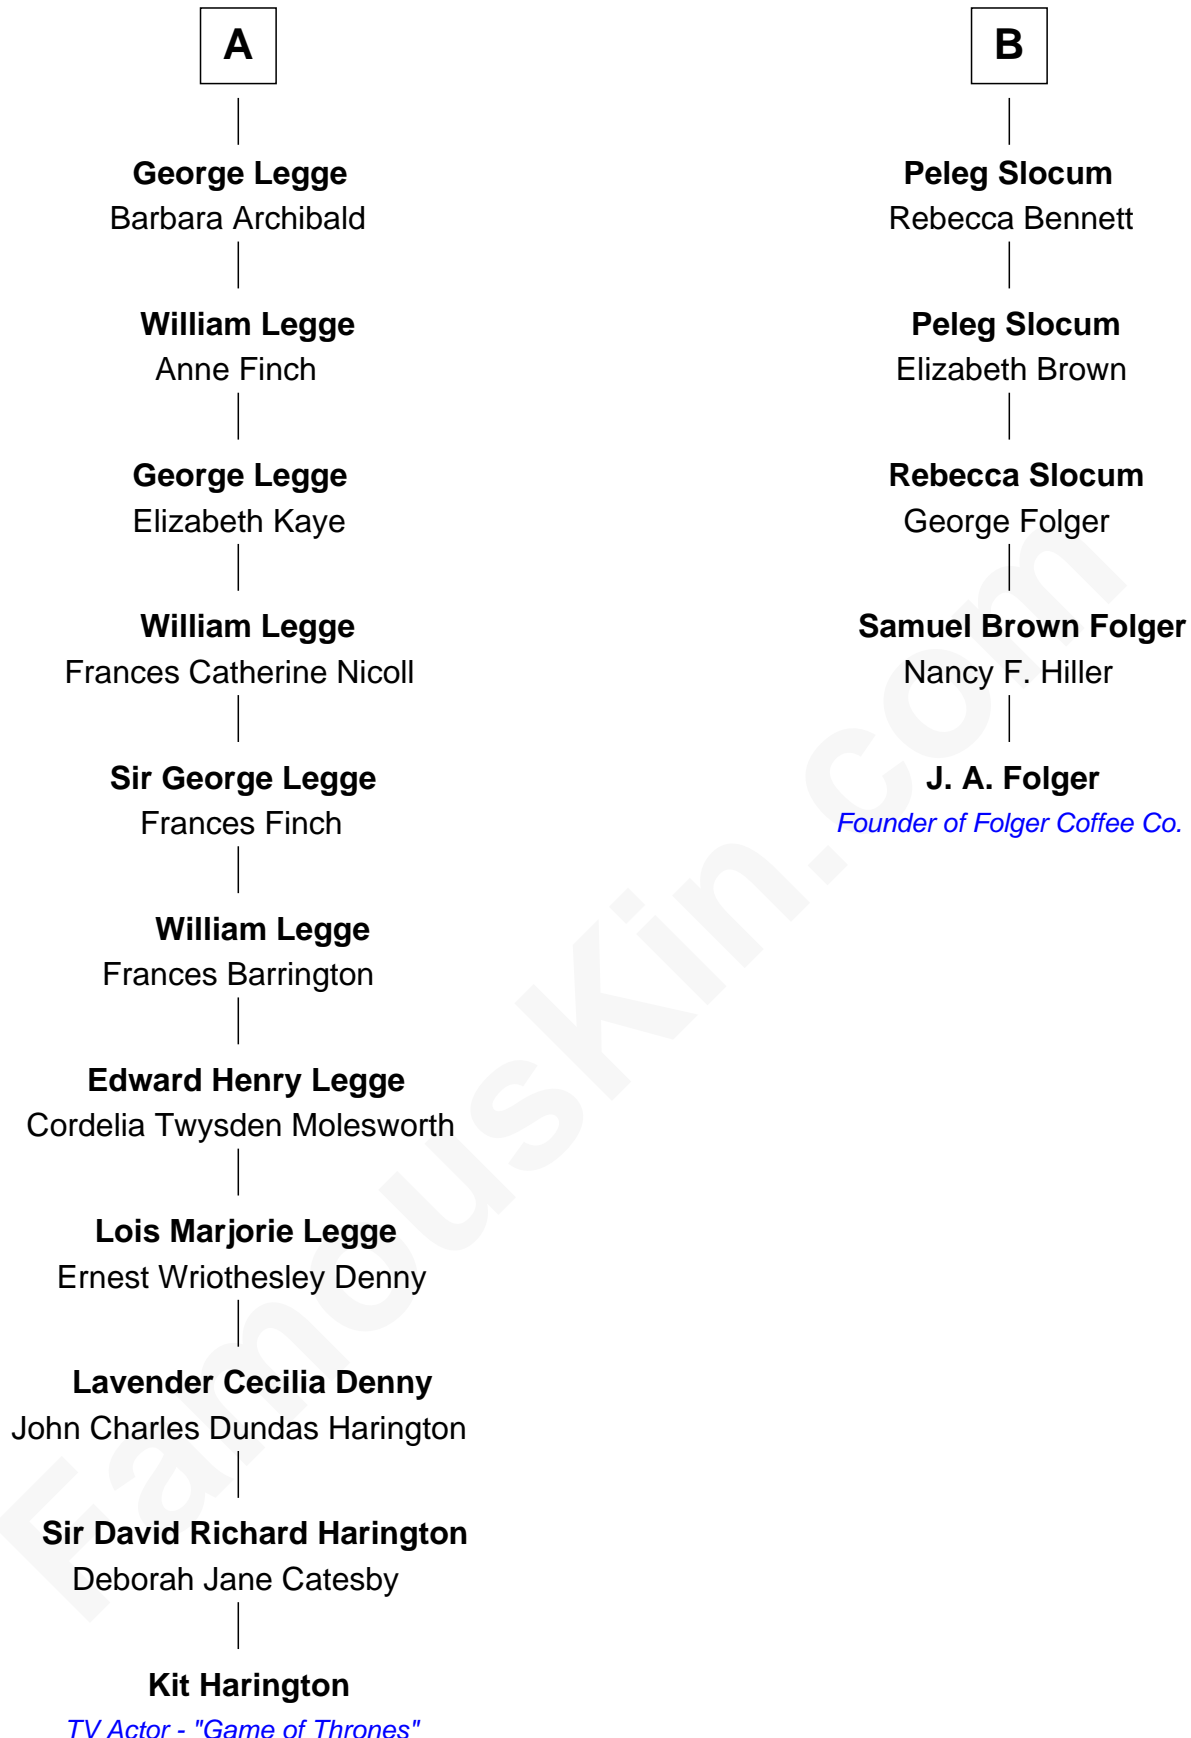 A
George Legge
Barbara Archibald
William Legge
Anne Finch
George Legge
Elizabeth Kaye
William Legge
Frances Catherine Nicoll
Sir George Legge
Frances Finch
William Legge
Frances Barrington
Edward Henry Legge
Cordelia Twysden Molesworth
Lois Marjorie Legge
Ernest Wriothesley Denny
Lavender Cecilia Denny
John Charles Dundas Harington
Sir David Richard Harington
Deborah Jane Catesby
Kit Harington
TV Actor - "Game of Thrones"
B
Peleg Slocum
Rebecca Bennett
Peleg Slocum
Elizabeth Brown
Rebecca Slocum
George Folger
Samuel Brown Folger
Nancy F. Hiller
J. A. Folger
Founder of Folger Coffee Co.
FamousKin.com